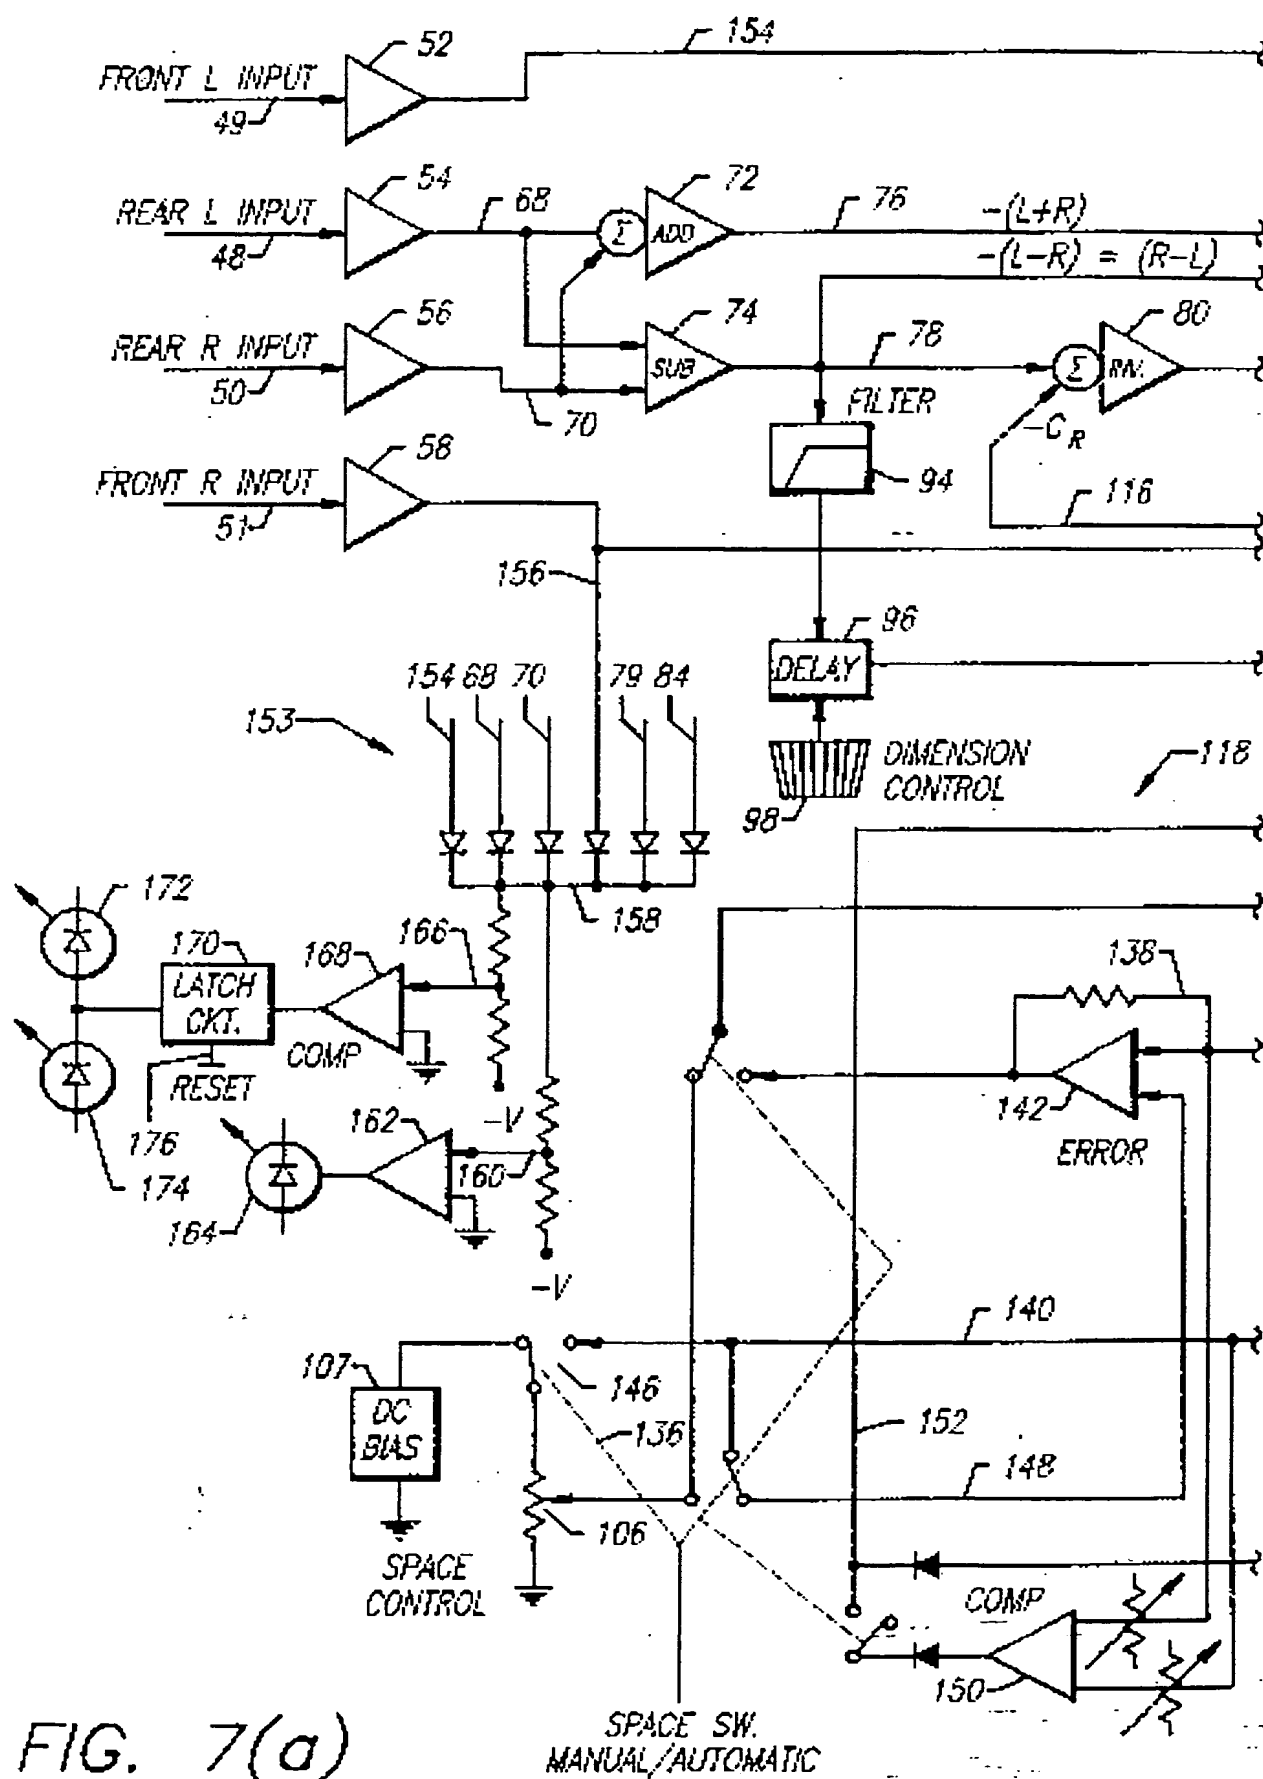 52
154
FRONT L INPUT
49
54
68
72
76
-(L+R)
REAR L INPUT
48
Σ
ADD
-(L-R) = (R-L)
56
74
78
80
REAR R INPUT
50
70
SUB
Σ
INV.
FILTER
-C R
58
94
FRONT R INPUT
51
116
156
96
DELAY
154 68 70 79 84
153
DIMENSION
CONTROL
98
118
158
172
170
168
166
138
LATCH
CKT.
COMP
RESET
-V
142
ERROR
176
174
162
160
164
-V
140
107
146
DC
BIAS
136
152
148
106
SPACE
CONTROL
COMP
150
SPACE SW.
MANUAL/AUTOMATIC
FIG. 7(a)